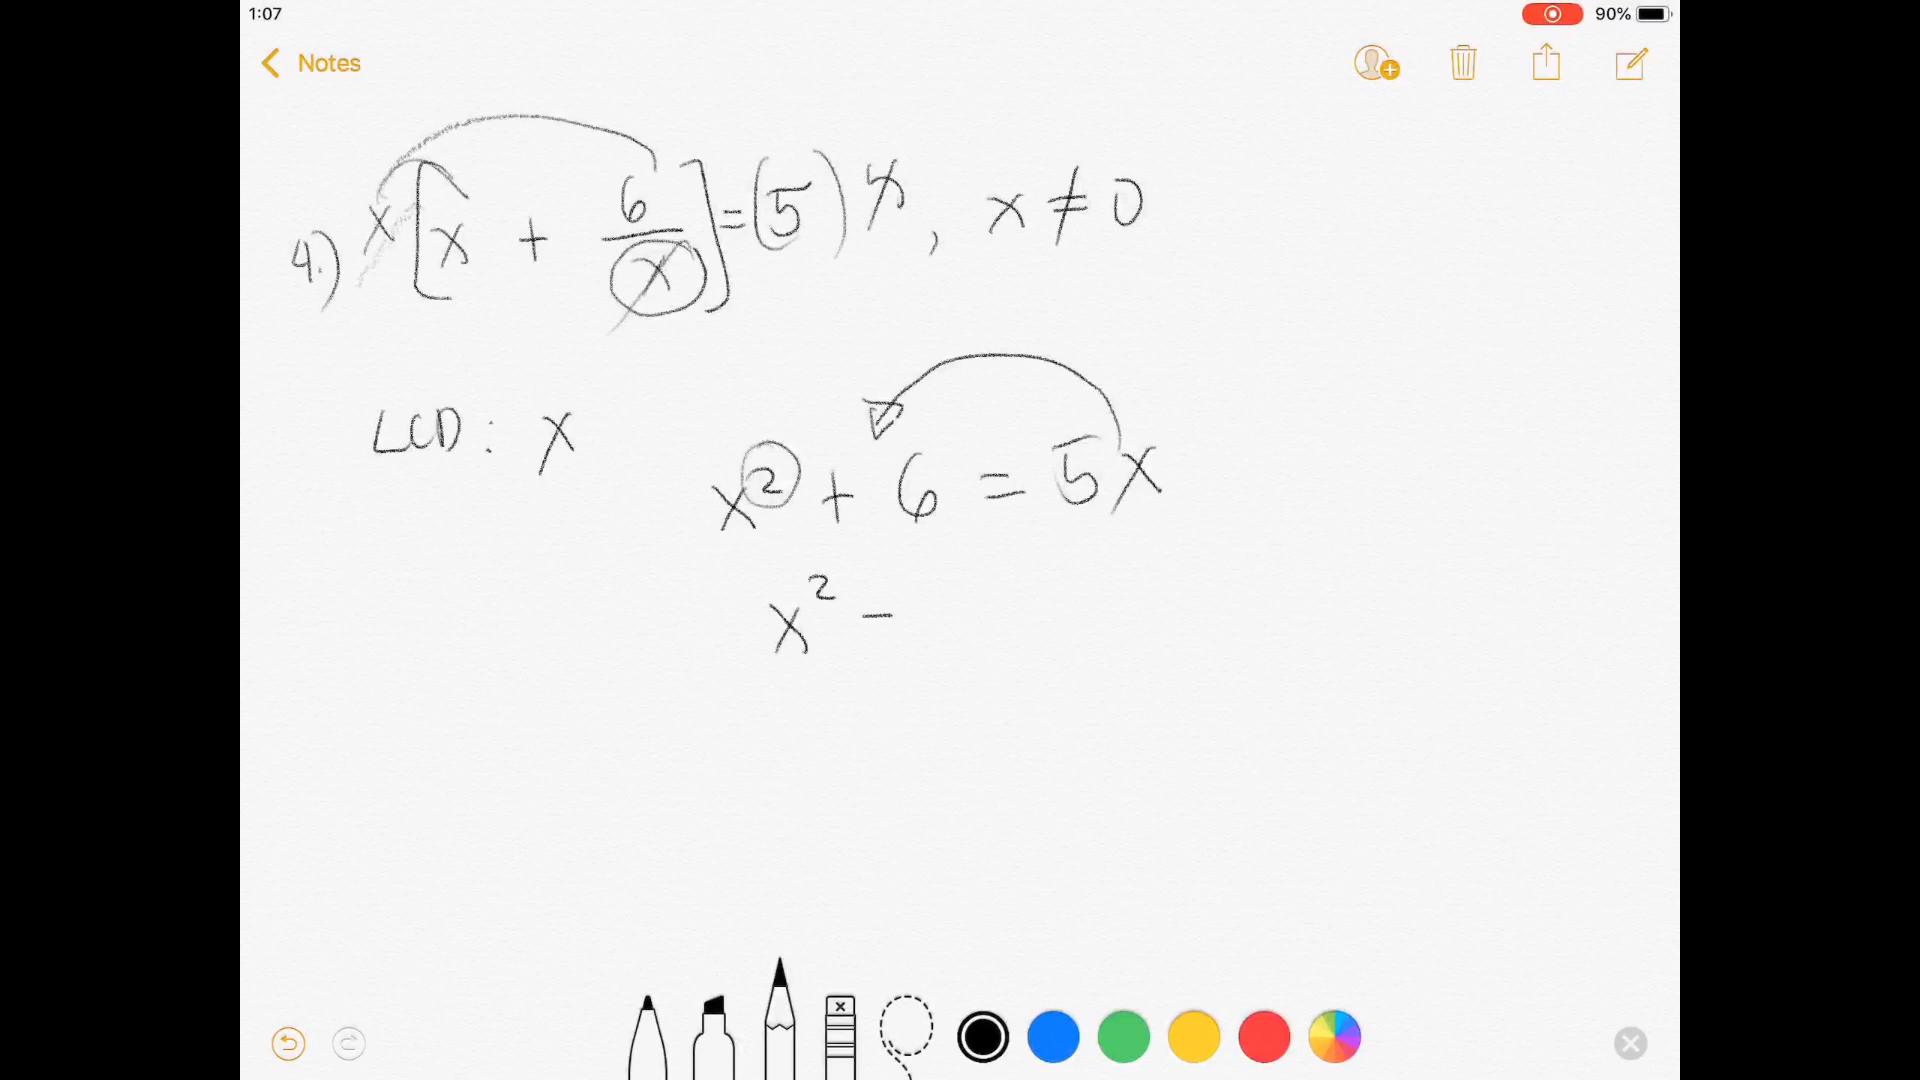 1:07
90%
Notes
4.) x[x + 6/x] = (5)x, x ≠ 0
LCD : x
x² + 6 = 5x
x² -